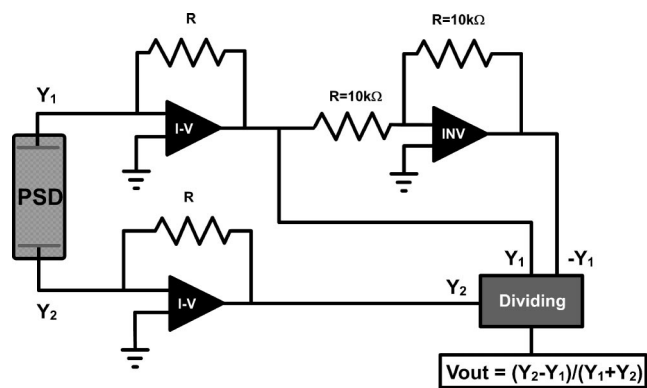 R
R=10kΩ
Y1
I-V
R=10kΩ
INV
PSD
R
Y2
I-V
Y2
Y1
-Y1
Dividing
Vout = (Y2-Y1)/(Y1+Y2)